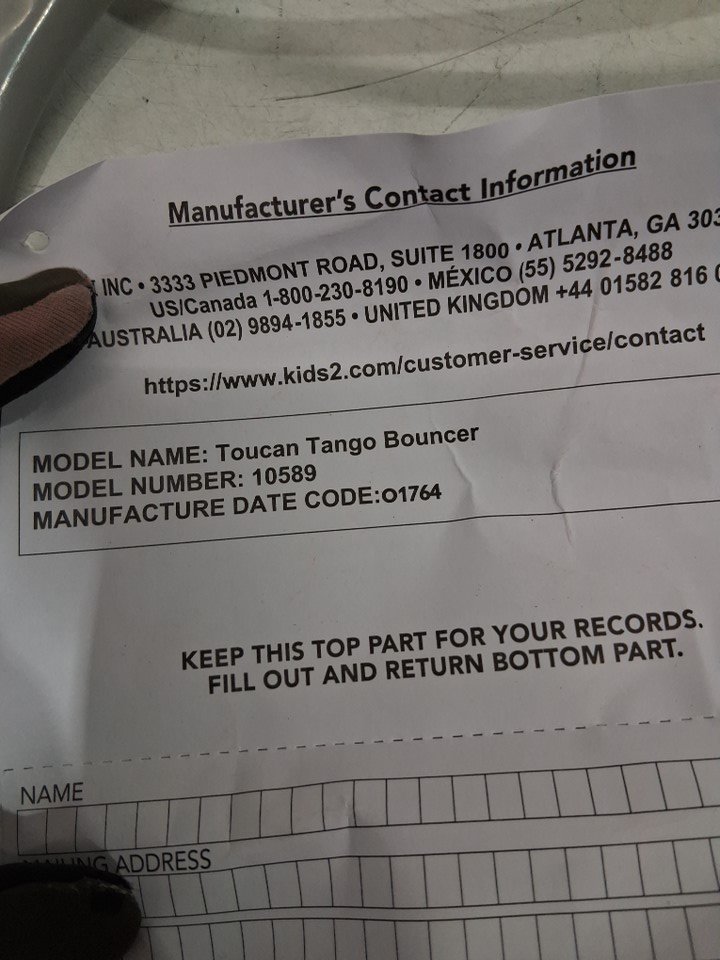 Manufacturer's Contact Information
INC • 3333 PIEDMONT ROAD, SUITE 1800 • ATLANTA, GA 303
US/Canada 1-800-230-8190 • MÉXICO (55) 5292-8488
AUSTRALIA (02) 9894-1855 • UNITED KINGDOM +44 01582 816 0
https://www.kids2.com/customer-service/contact
MODEL NAME: Toucan Tango Bouncer
MODEL NUMBER: 10589
MANUFACTURE DATE CODE:O1764
KEEP THIS TOP PART FOR YOUR RECORDS.
FILL OUT AND RETURN BOTTOM PART.
NAME
MAILING ADDRESS